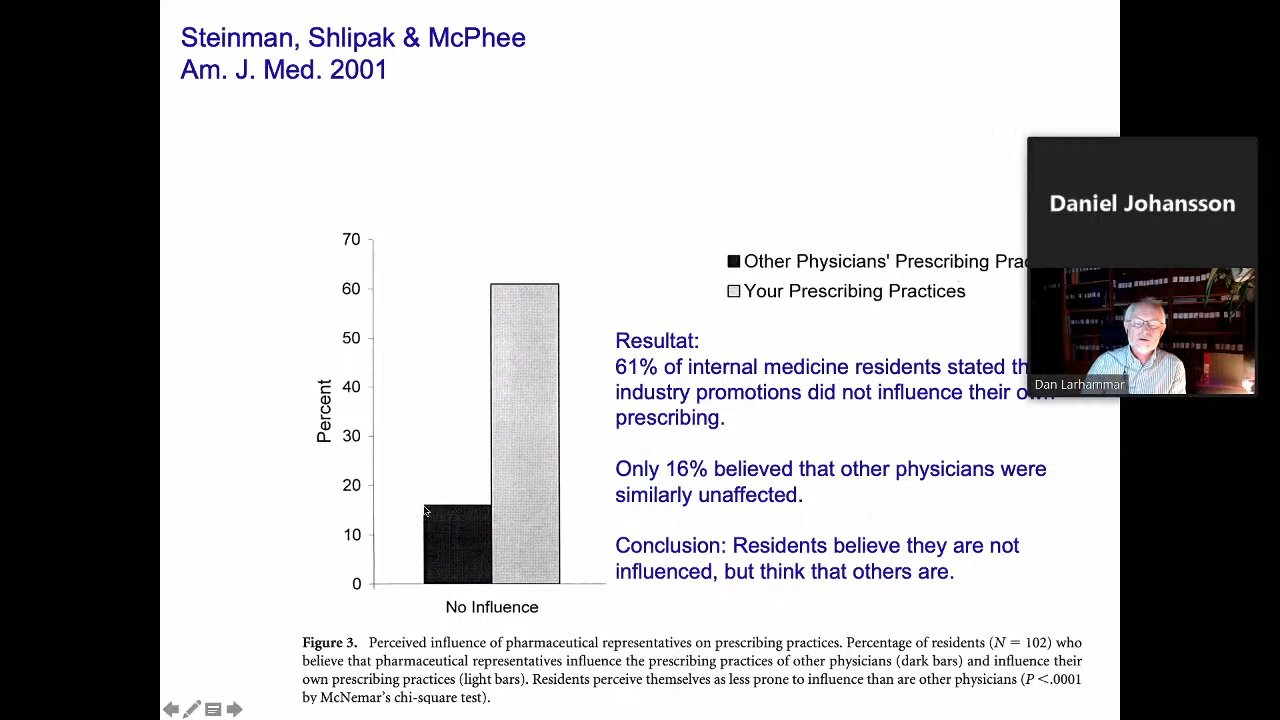 Steinman, Shlipak & McPhee
Am. J. Med. 2001
Daniel Johansson
Dan Larhammar
70
60
50
40
30
20
10
0
Percent
No Influence
Other Physicians' Prescribing
Your Prescribing Practices
Resultat:
61% of internal medicine residents stated
industry promotions did not influence their
prescribing.
Only 16% believed that other physicians were
similarly unaffected.
Conclusion: Residents believe they are not
influenced, but think that others are.
Figure 3. Perceived influence of pharmaceutical representatives on prescribing practices. Percentage of residents (N = 102) who
believe that pharmaceutical representatives influence the prescribing practices of other physicians (dark bars) and influence their
own prescribing practices (light bars). Residents perceive themselves as less prone to influence than are other physicians (P <.0001
by McNemar's chi-square test).